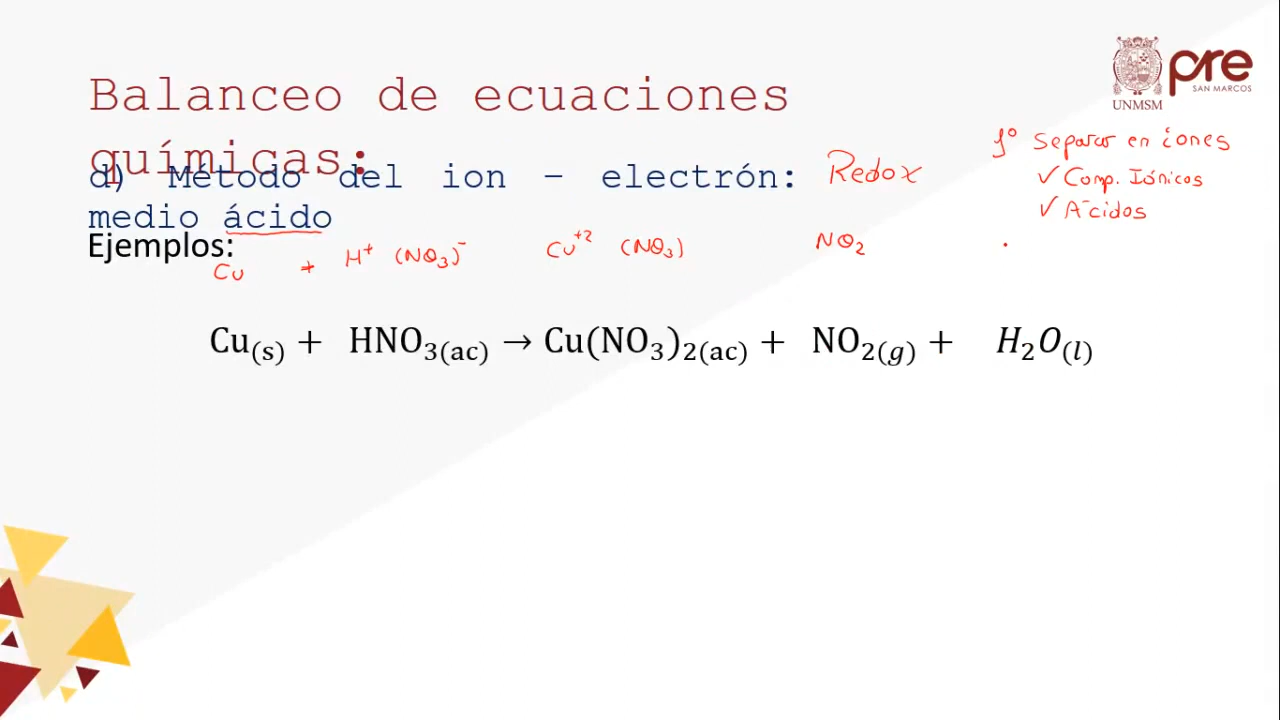 Balanceo de ecuaciones
químicas:
pre
SAN MARCOS
UNMSM
d) Método del ion – electrón:
medio ácido
Redox
1° Separar en iones
✓ Comp. Iónicos
✓ Ácidos
Ejemplos:
Cu + H⁺ (NO₃)⁻ Cu⁺² (NO₃) NO₂
Cu(s) + HNO₃(ac) → Cu(NO₃)₂(ac) + NO₂(g) + H₂O(l)